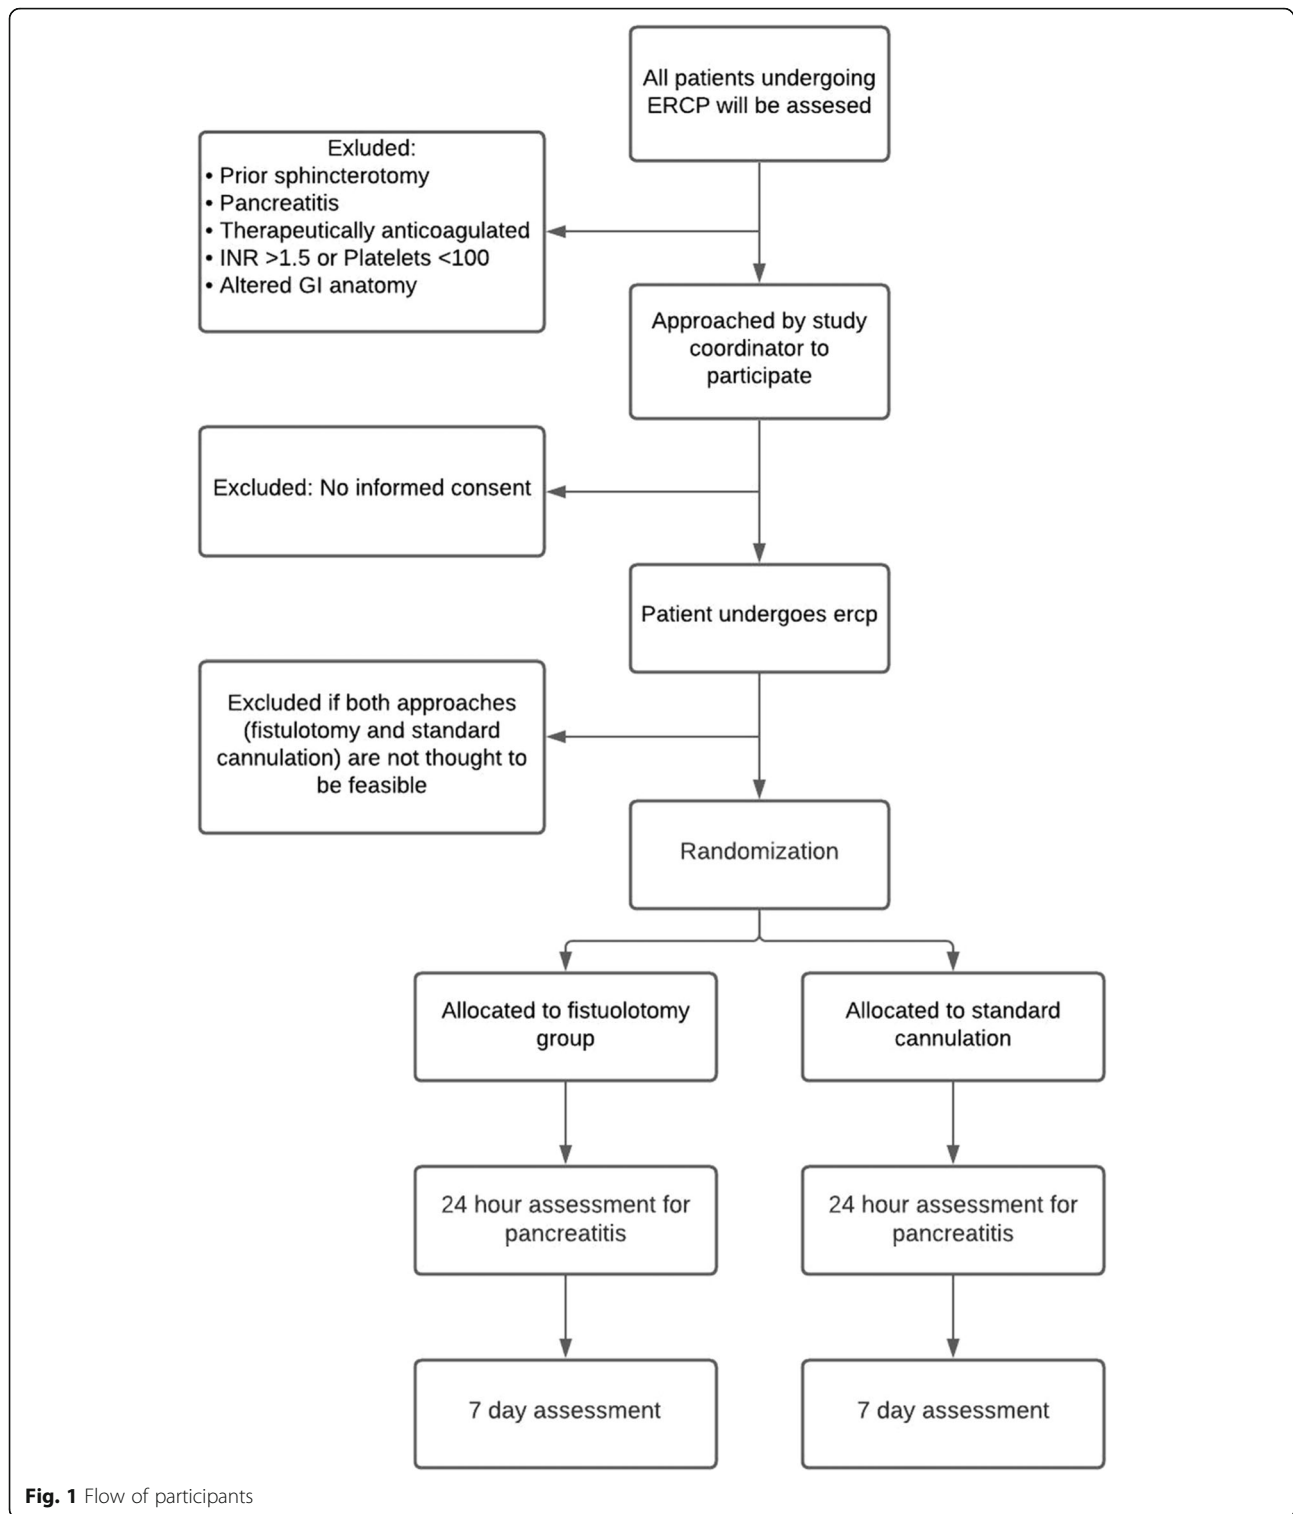 All patients undergoing
ERCP will be assesed
Exluded:
• Prior sphincterotomy
• Pancreatitis
• Therapeutically anticoagulated
• INR >1.5 or Platelets <100
• Altered GI anatomy
Approached by study
coordinator to
participate
Excluded: No informed consent
Patient undergoes ercp
Excluded if both approaches
(fistulotomy and standard
cannulation) are not thought to
be feasible
Randomization
Allocated to fistuolotomy
group
Allocated to standard
cannulation
24 hour assessment for
pancreatitis
24 hour assessment for
pancreatitis
7 day assessment
7 day assessment
Fig. 1 Flow of participants